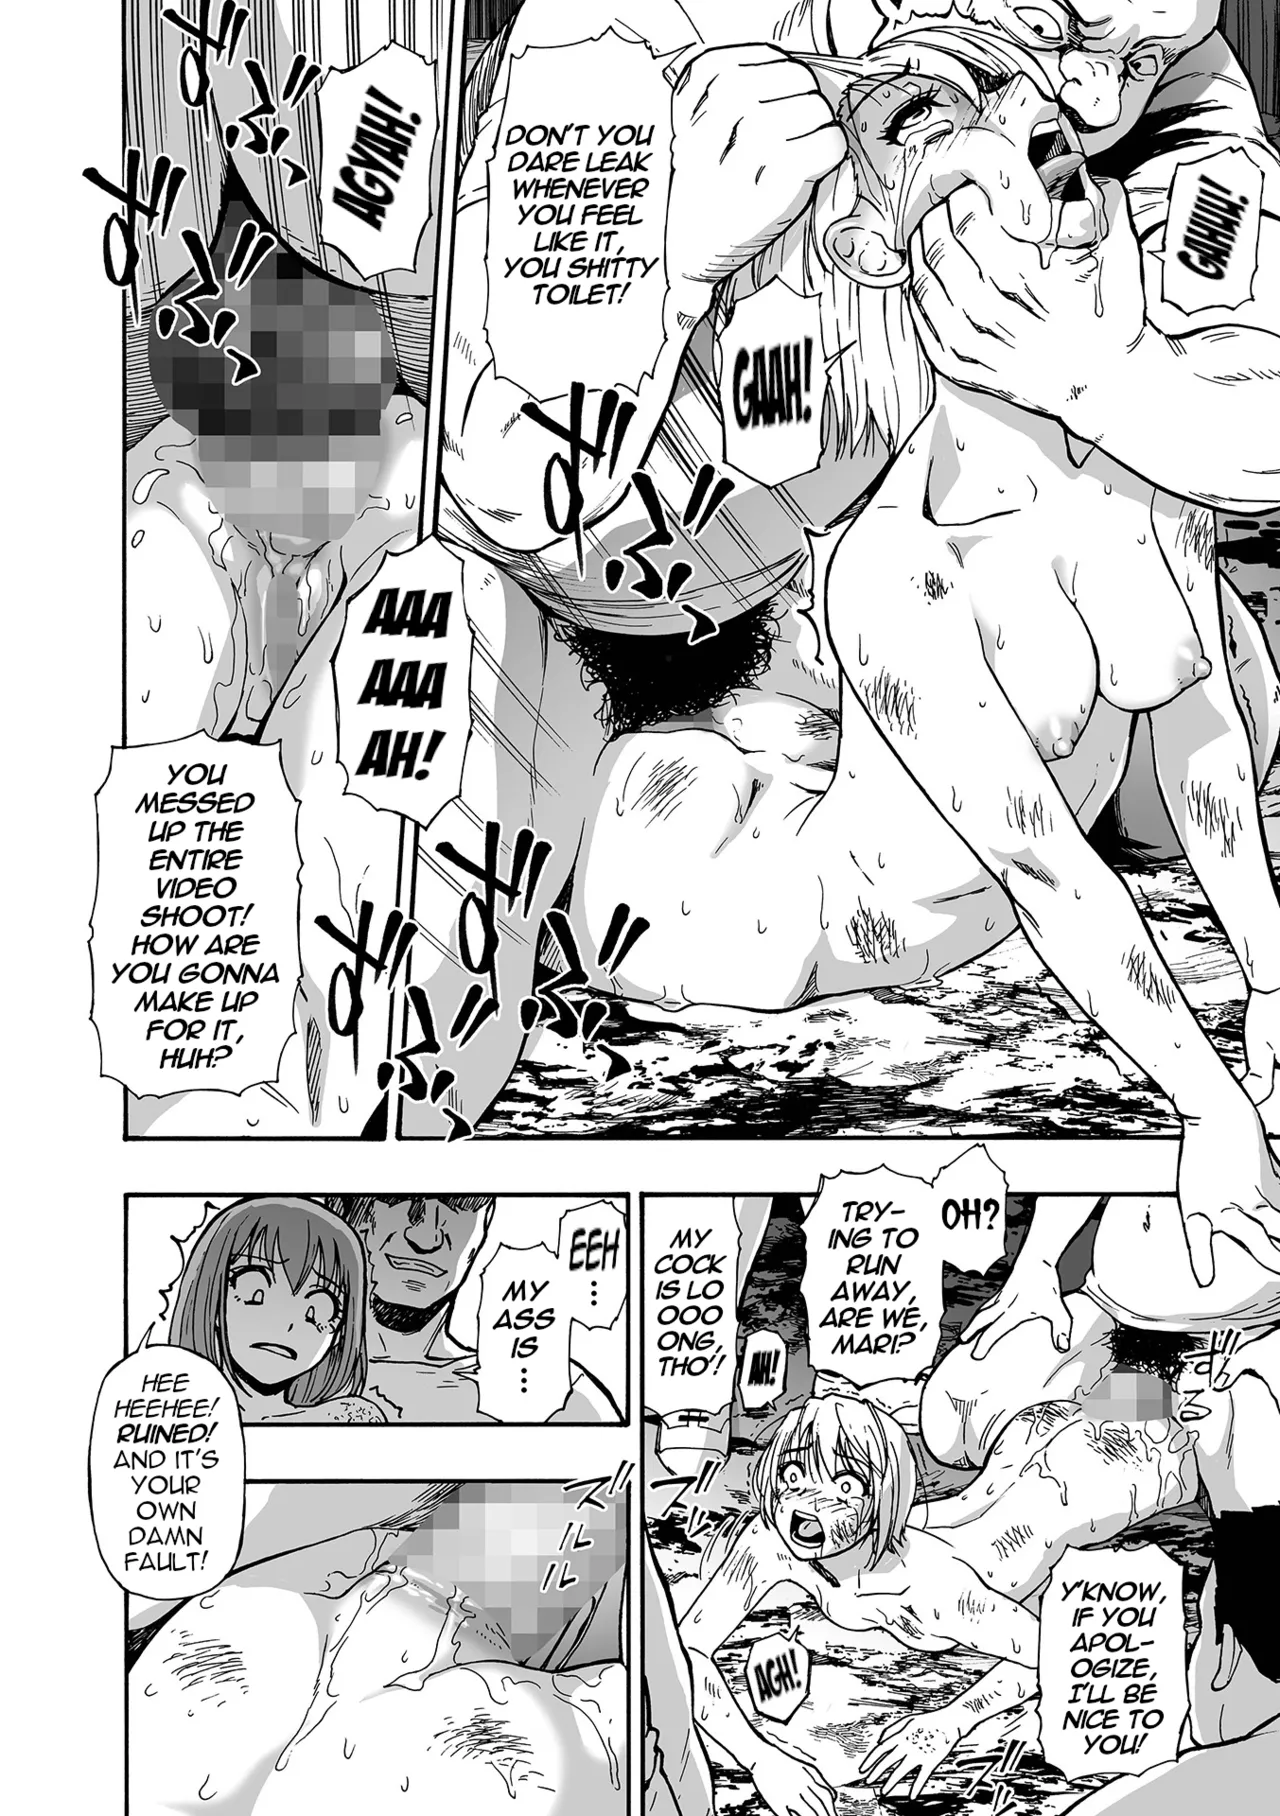 GAHHH!
DON'T YOU
DARE LEAK
WHENEVER
YOU FEEL
LIKE IT,
YOU SHITTY
TOILET!
GAAH!
AGYAH!
AAA
AAA
AH!
YOU
MESSED
UP THE
ENTIRE
VIDEO
SHOOT!
HOW ARE
YOU GONNA
MAKE UP
FOR IT,
HUH?
OH?
TRY-
ING TO
RUN
AWAY,
ARE WE,
MARI?
MY
COCK
IS LO
OOO
OO
ONG,
THO'!
AH!
AGH!
Y'KNOW,
IF YOU
APOL-
OGIZE,
I'LL BE
NICE TO
YOU!
EEH
...
MY
ASS IS
...
HEE
HEEHEE!
RUINED!
AND IT'S
YOUR
OWN
DAMN
FAULT!